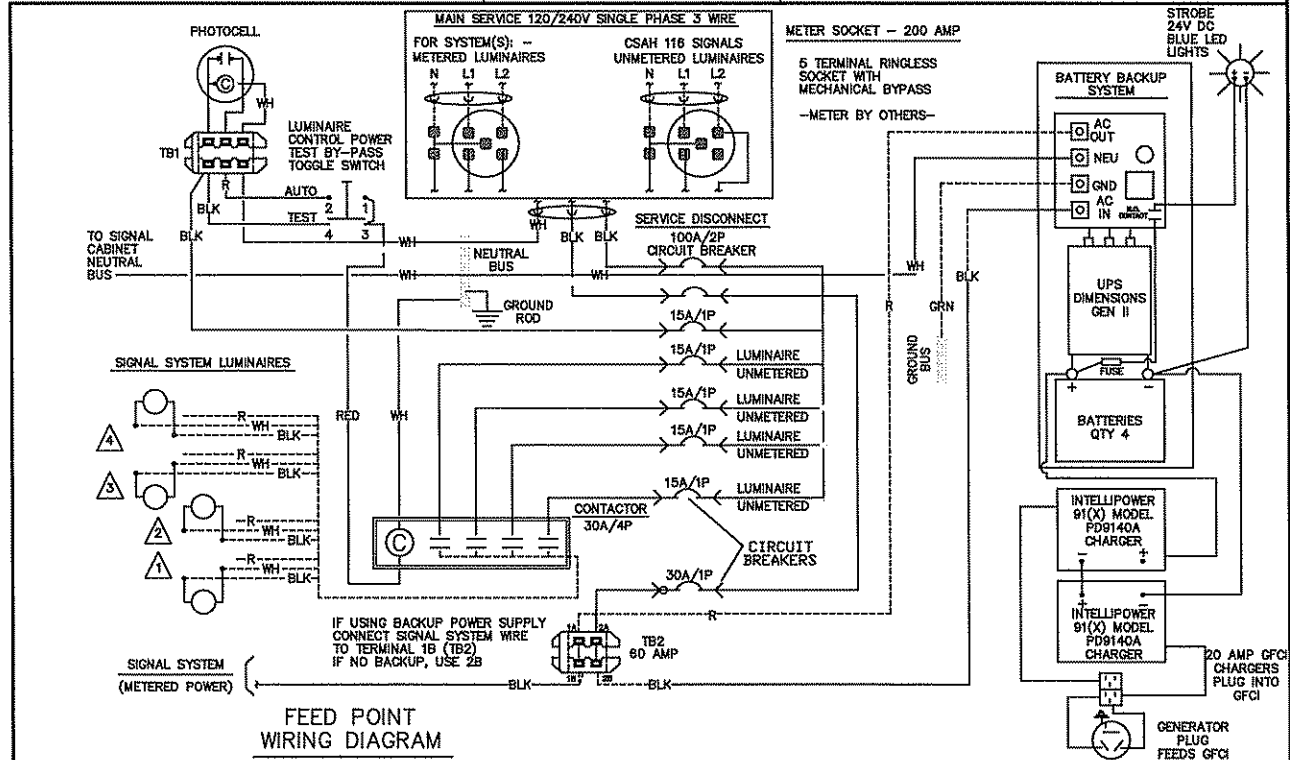 PHOTOCELL
C
WH
TB1
R
BLK
BLK
LUMINAIRE
CONTROL POWER
TEST BY-PASS
TOGGLE SWITCH
AUTO
2
1
TEST
4
3
MAIN SERVICE 120/240V SINGLE PHASE 3 WIRE
FOR SYSTEM(S): -
METERED LUMINAIRES
N L1 L2
CSAH 116 SIGNALS
UNMETERED LUMINAIRES
N L1 L2
METER SOCKET - 200 AMP
5 TERMINAL RINGLESS
SOCKET WITH
MECHANICAL BYPASS
-METER BY OTHERS-
STROBE
24V DC
BLUE LED
LIGHTS
BATTERY BACKUP
SYSTEM
AC
OUT
NEU
GND
AC
IN
N.O.
CONTACT
UPS
DIMENSIONS
GEN II
FUSE
+ -
BATTERIES
QTY 4
INTELLIPOWER
91(X) MODEL
PD9140A
CHARGER
- +
+ -
INTELLIPOWER
91(X) MODEL
PD9140A
CHARGER
20 AMP GFCI
CHARGERS
PLUG INTO
GFCI
GENERATOR
PLUG
FEEDS GFCI
TO SIGNAL
CABINET
NEUTRAL
BUS
WH
WH
NEUTRAL
BUS
WH
BLK
BLK
WH
GROUND
ROD
SERVICE DISCONNECT
100A/2P
CIRCUIT BREAKER
WH
BLK
R
GRN
GROUND
BUS
15A/1P
15A/1P
LUMINAIRE
UNMETERED
15A/1P
LUMINAIRE
UNMETERED
15A/1P
LUMINAIRE
UNMETERED
15A/1P
LUMINAIRE
UNMETERED
CONTACTOR
30A/4P
C
CIRCUIT
BREAKERS
30A/1P
R
RED
WH
SIGNAL SYSTEM LUMINAIRES
4
R
WH
BLK
3
R
WH
BLK
2
R
WH
BLK
1
R
WH
BLK
IF USING BACKUP POWER SUPPLY
CONNECT SIGNAL SYSTEM WIRE
TO TERMINAL 1B (TB2)
IF NO BACKUP, USE 2B
1A 2A
TB2
60 AMP
1B 2B
BLK
BLK
SIGNAL SYSTEM
(METERED POWER)
FEED POINT
WIRING DIAGRAM